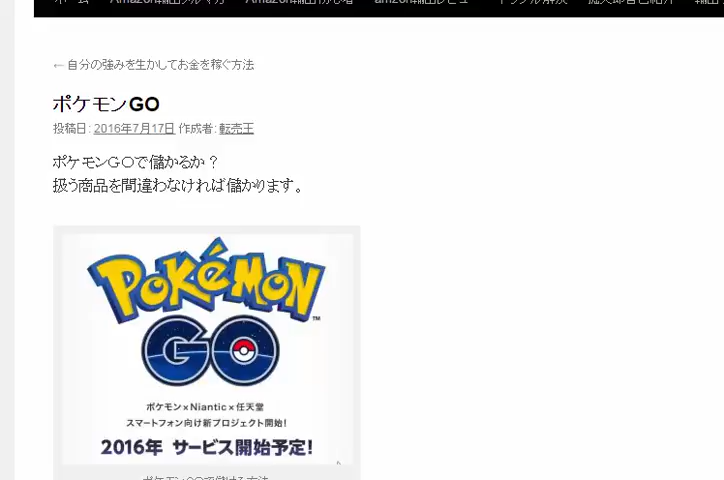 ← 自分の強みを生かしてお金を稼ぐ方法
ポケモンGO
投稿日: 2016年7月17日 作成者: 転売王
ポケモンＧＯで儲かるか？
扱う商品を間違わなければ儲かります。
POKÉMON
TM
GO
ポケモン×Niantic×任天堂
スマートフォン向け新プロジェクト開始!
2016年 サービス開始予定!